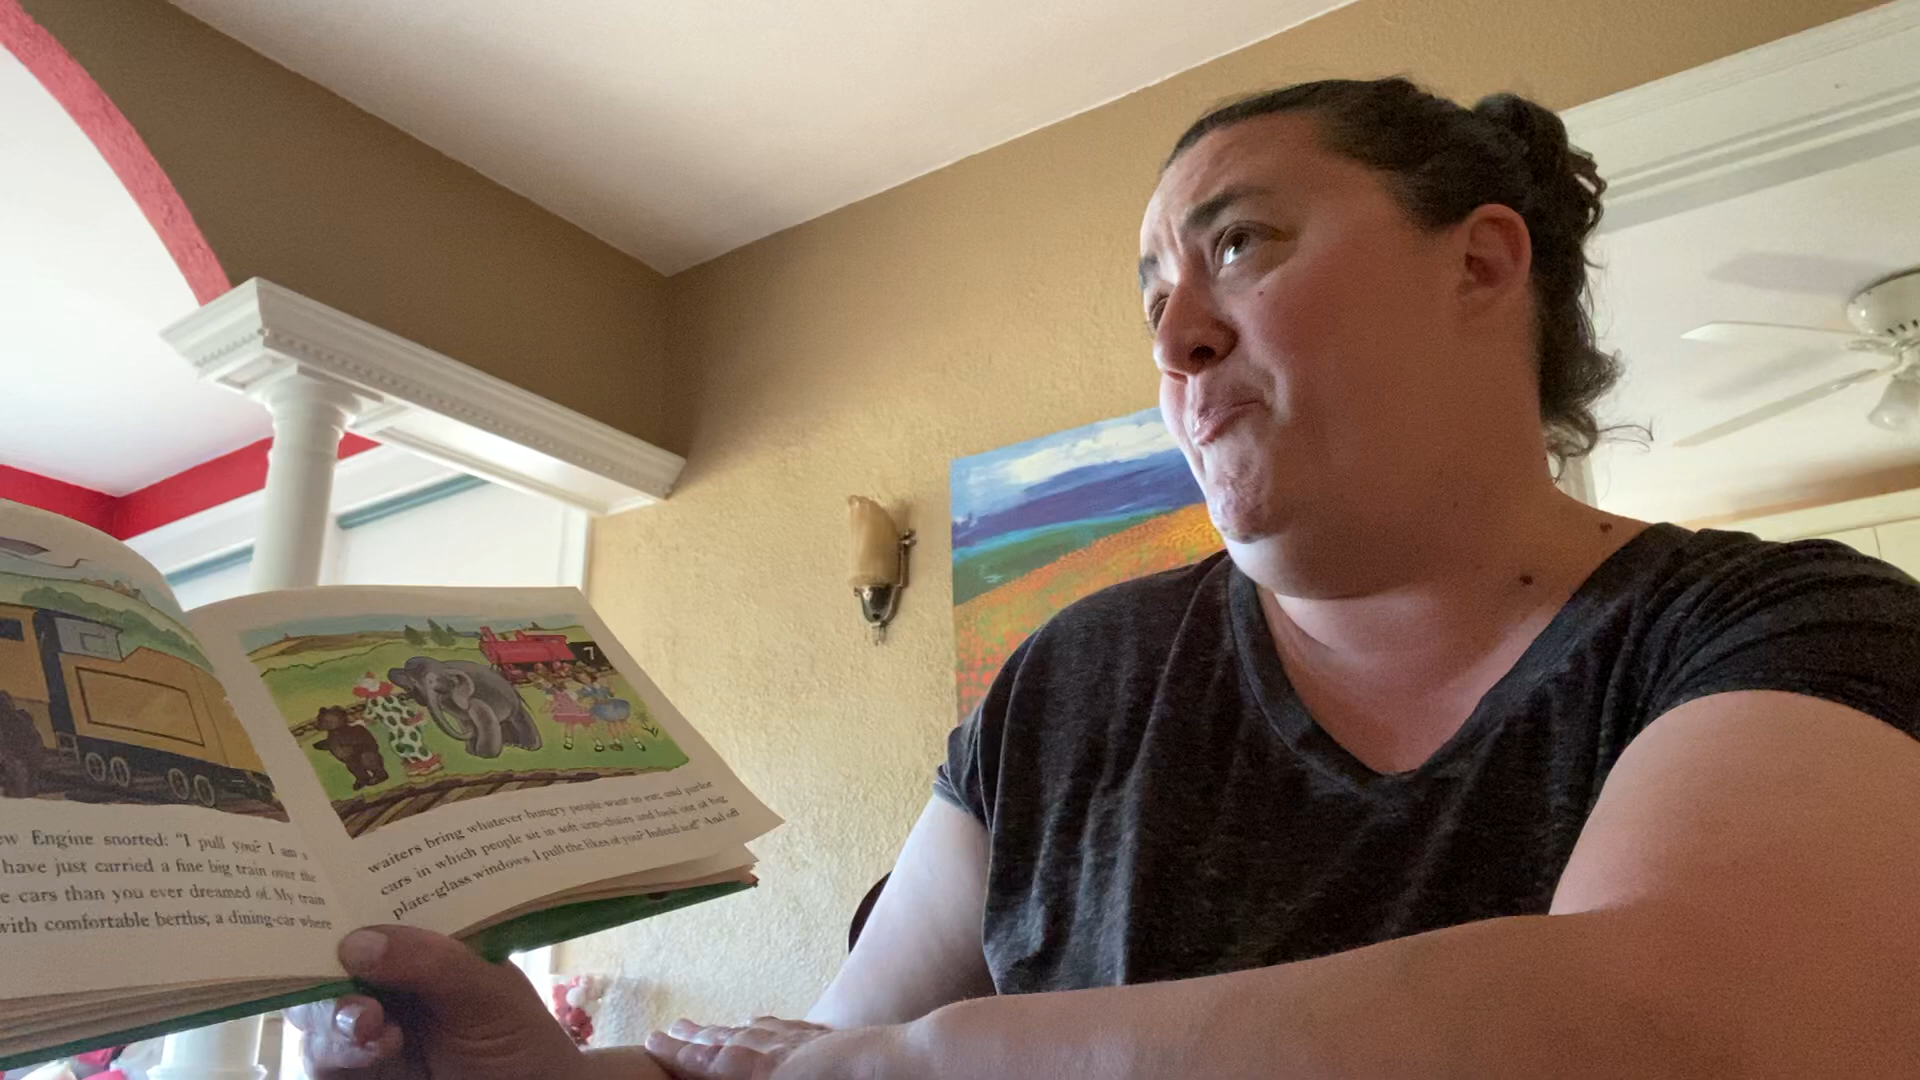 7
ew Engine snorted: "I pull you? I am
have just carried a fine big train over the
e cars than you ever dreamed of. My train
with comfortable berths; a dining-car where
waiters bring whatever hungry people want to eat, and parlor
cars in which people sit in soft arm-chairs and look out of big
plate-glass windows. I pull the likes of you? Indeed not!" And off